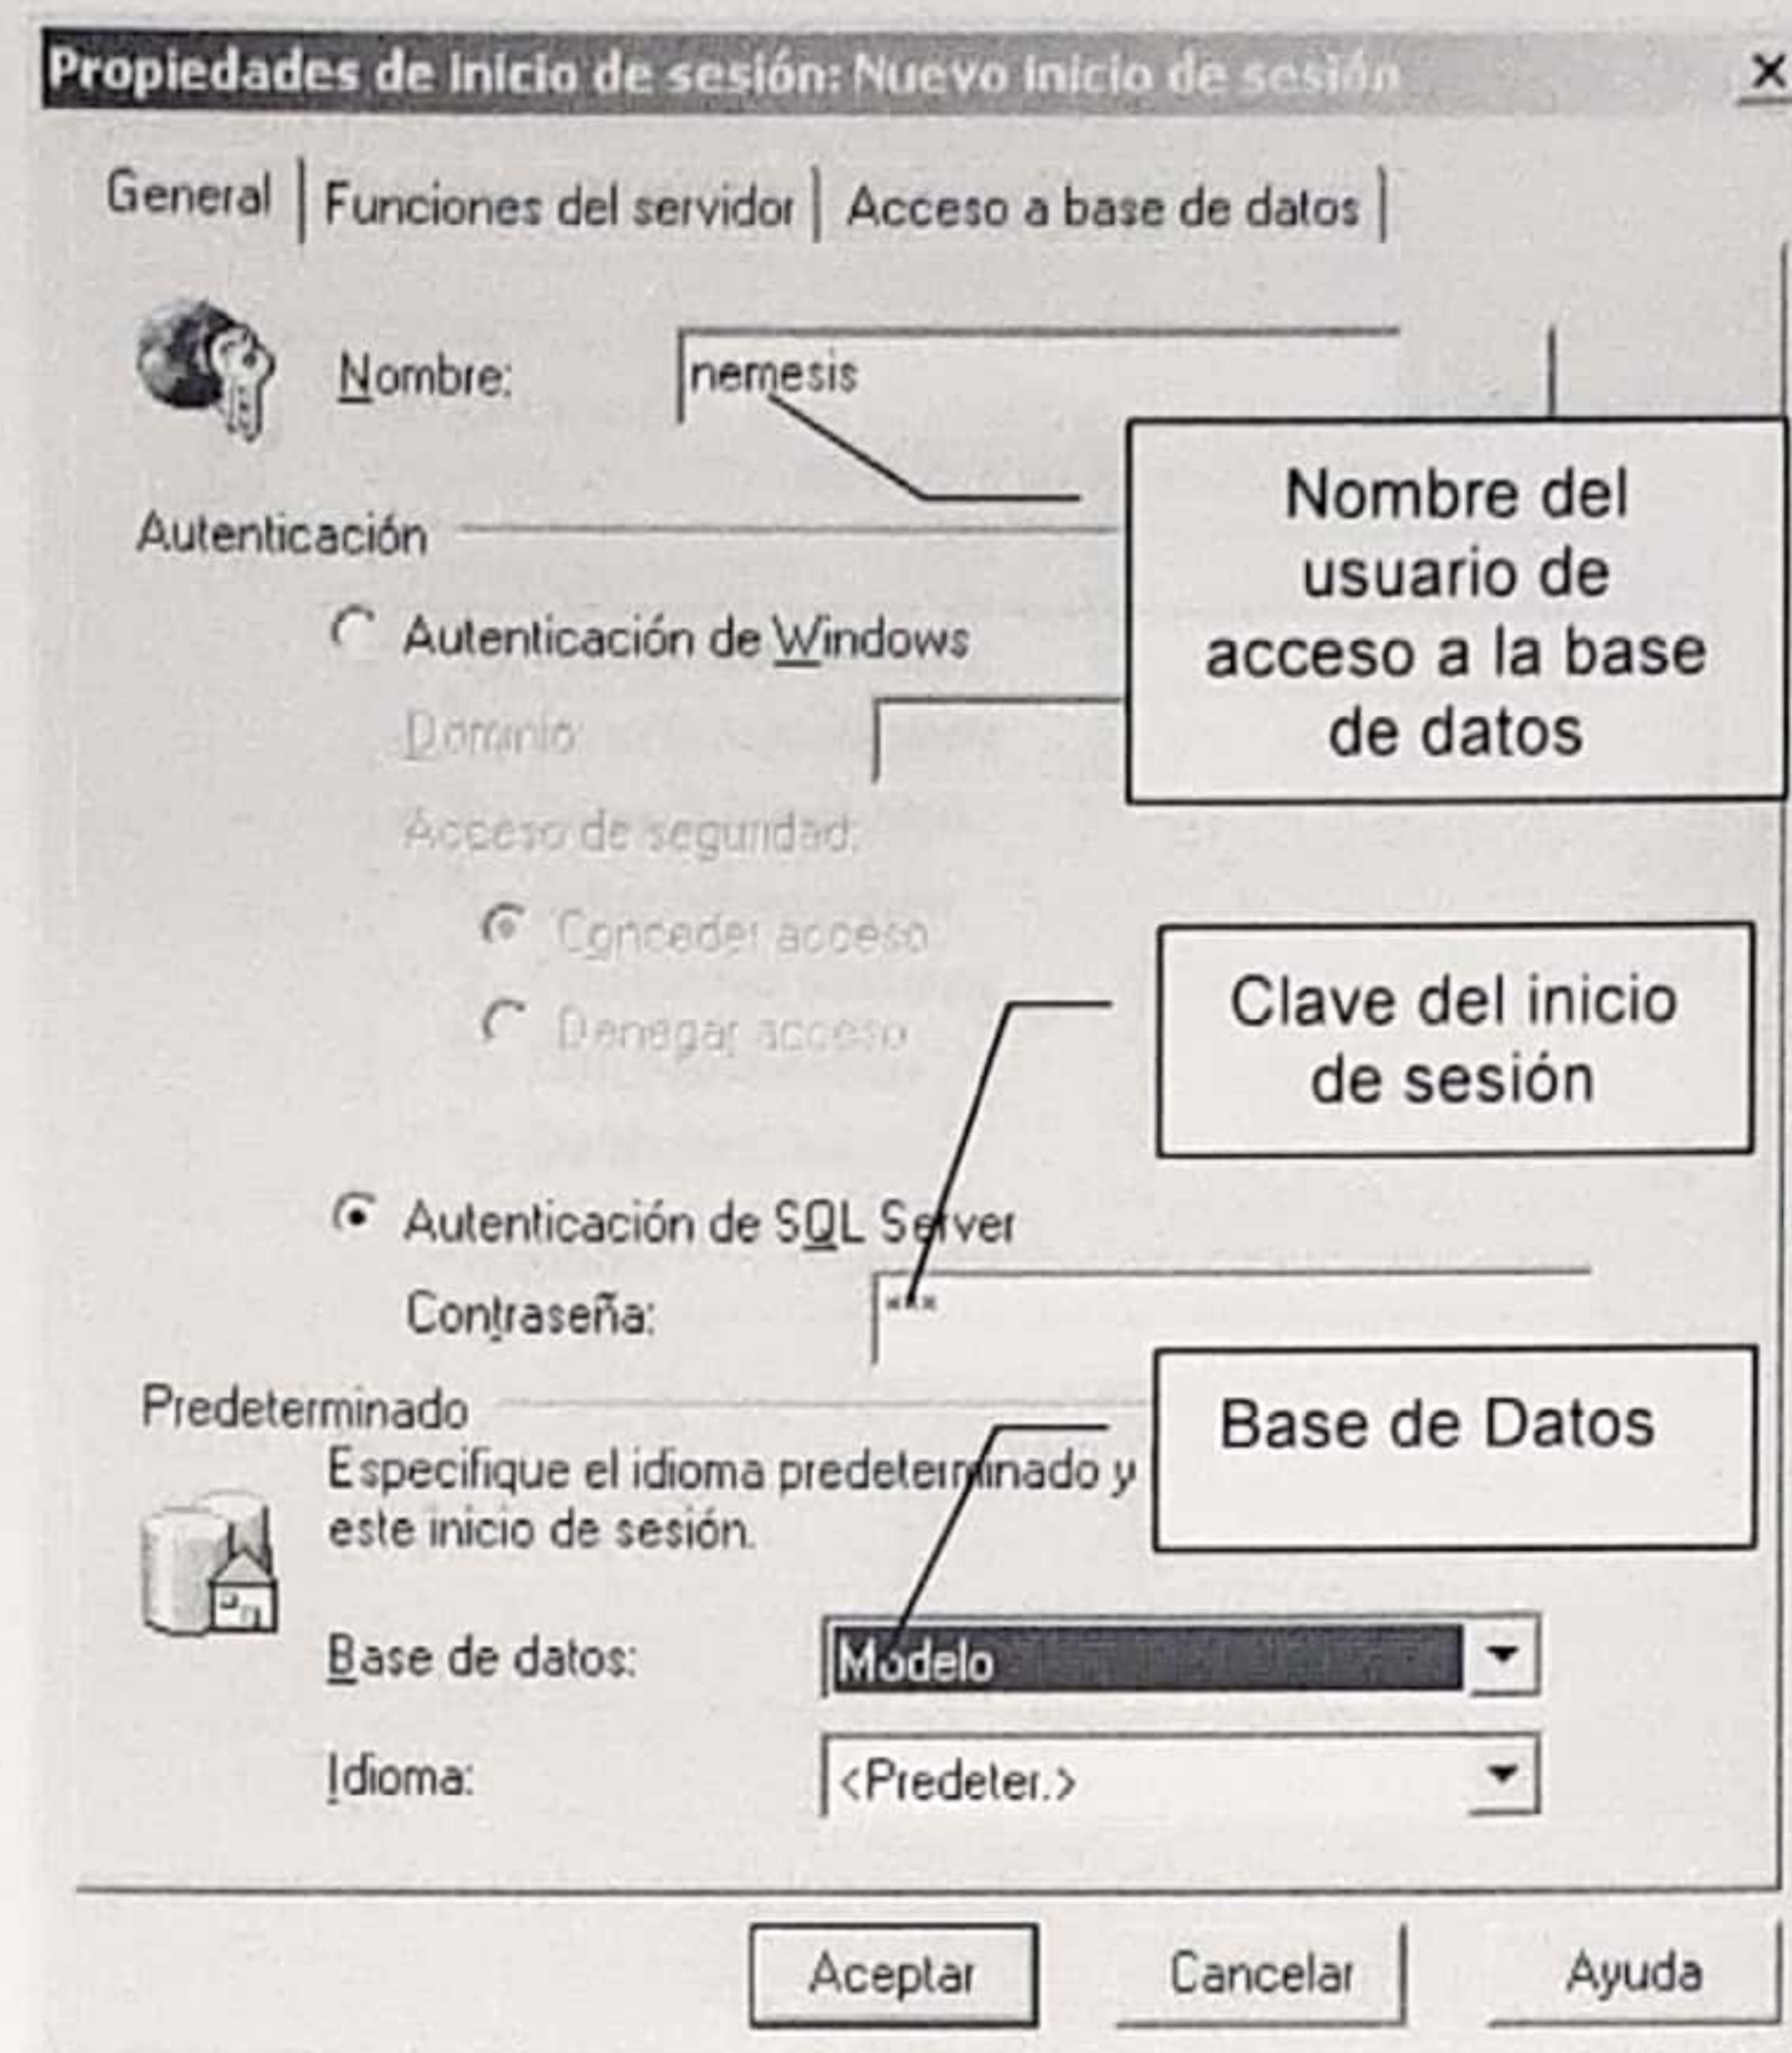 Propiedades de inicio de sesión: Nuevo inicio de sesión
General Funciones del servidor Acceso a base de datos
Nombre: nemesis
Nombre del
usuario de
acceso a la base
de datos
Autenticación
Autenticación de Windows
Dominio
Acceso de seguridad:
Conceder acceso
Denegar acceso
Clave del inicio
de sesión
Autenticación de SQL Server
Contraseña: ***
Predeterminado
Base de Datos
Especifique el idioma predeterminado y
este inicio de sesión.
Base de datos: Modelo
Idioma: <Predeter.>
Aceptar Cancelar Ayuda